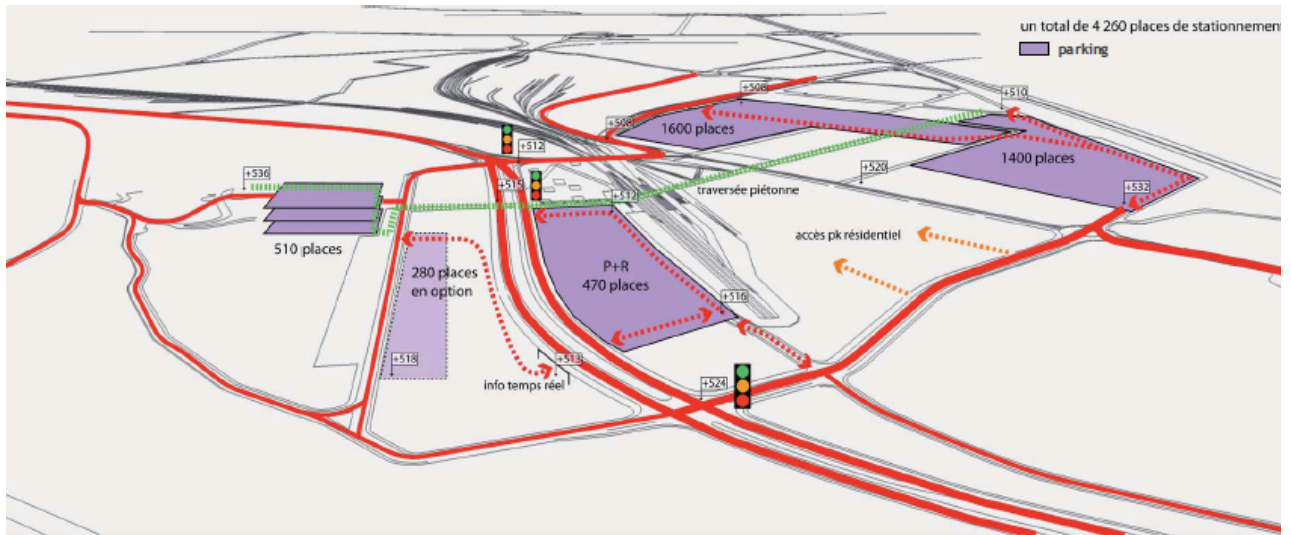 un total de 4 260 places de stationnement
parking
+508
+510
+508
1600 places
+512
1400 places
+520
+536
+515
traversée piétonne
+532
+512
510 places
accès pk résidentiel
280 places
en option
P+R
470 places
+516
+518
+513
info temps réel
+524